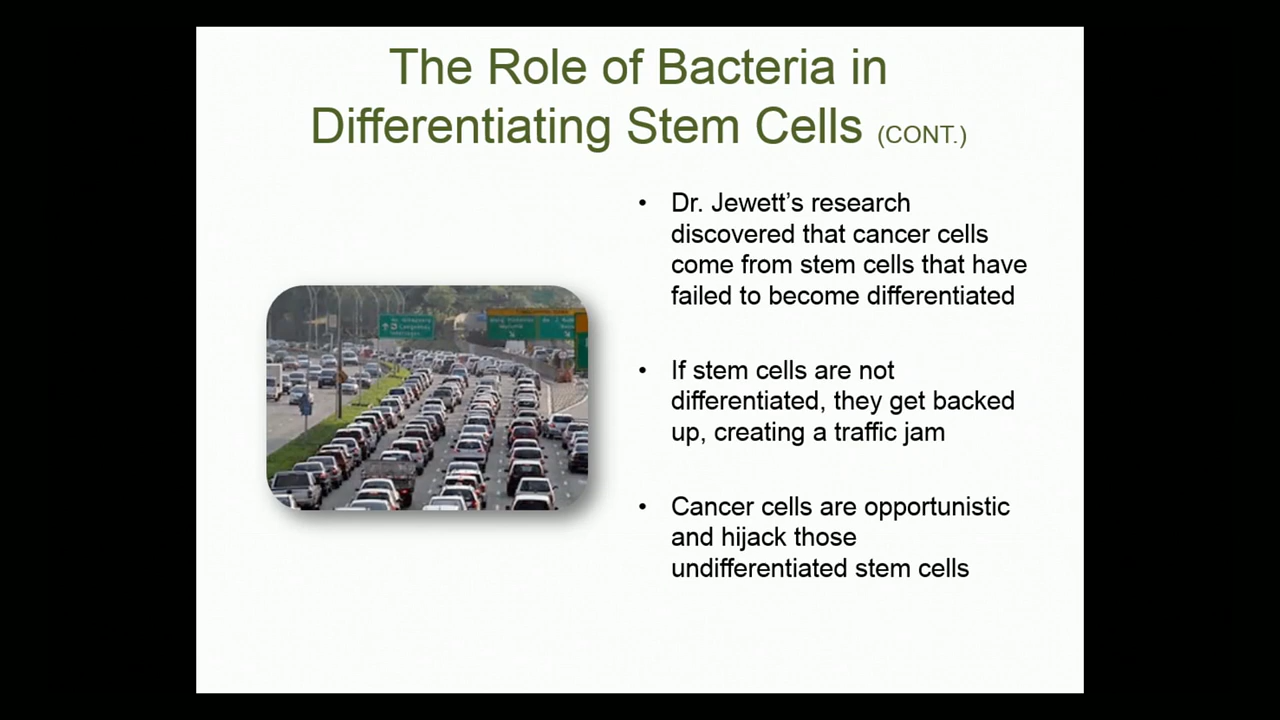 The Role of Bacteria in
Differentiating Stem Cells (CONT.)
• Dr. Jewett’s research
discovered that cancer cells
come from stem cells that have
failed to become differentiated
• If stem cells are not
differentiated, they get backed
up, creating a traffic jam
• Cancer cells are opportunistic
and hijack those
undifferentiated stem cells